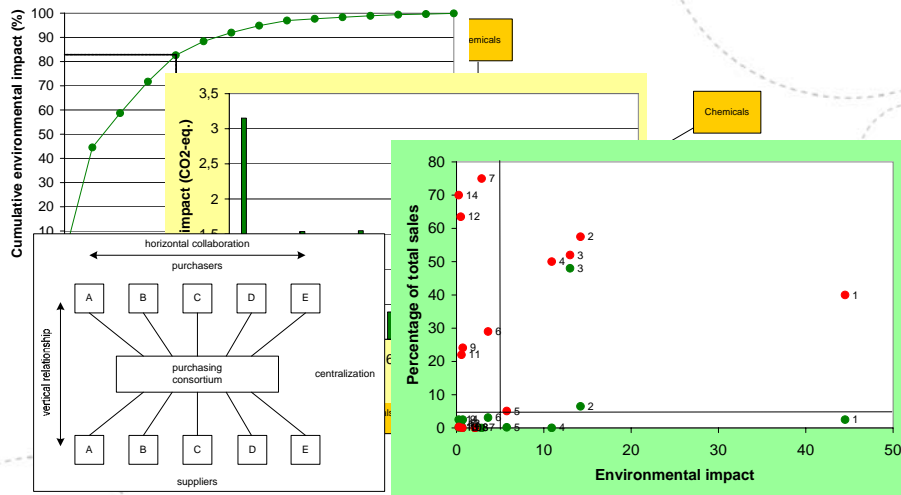 Cumulative environmental impact (%)
100
90
80
70
60
50
40
30
20
10
emicals
Chemicals
impact (CO2-eq.)
3,5
3
2,5
2
1,5
6
horizontal collaboration
purchasers
A
B
C
D
E
vertical relationship
purchasing
consortium
centralization
A
B
C
D
E
suppliers
Percentage of total sales
80
70
60
50
40
30
20
10
0
7
14
12
2
3
4
3
1
6
9
11
5
2
6
5
4
1
0
10
20
30
40
50
Environmental impact